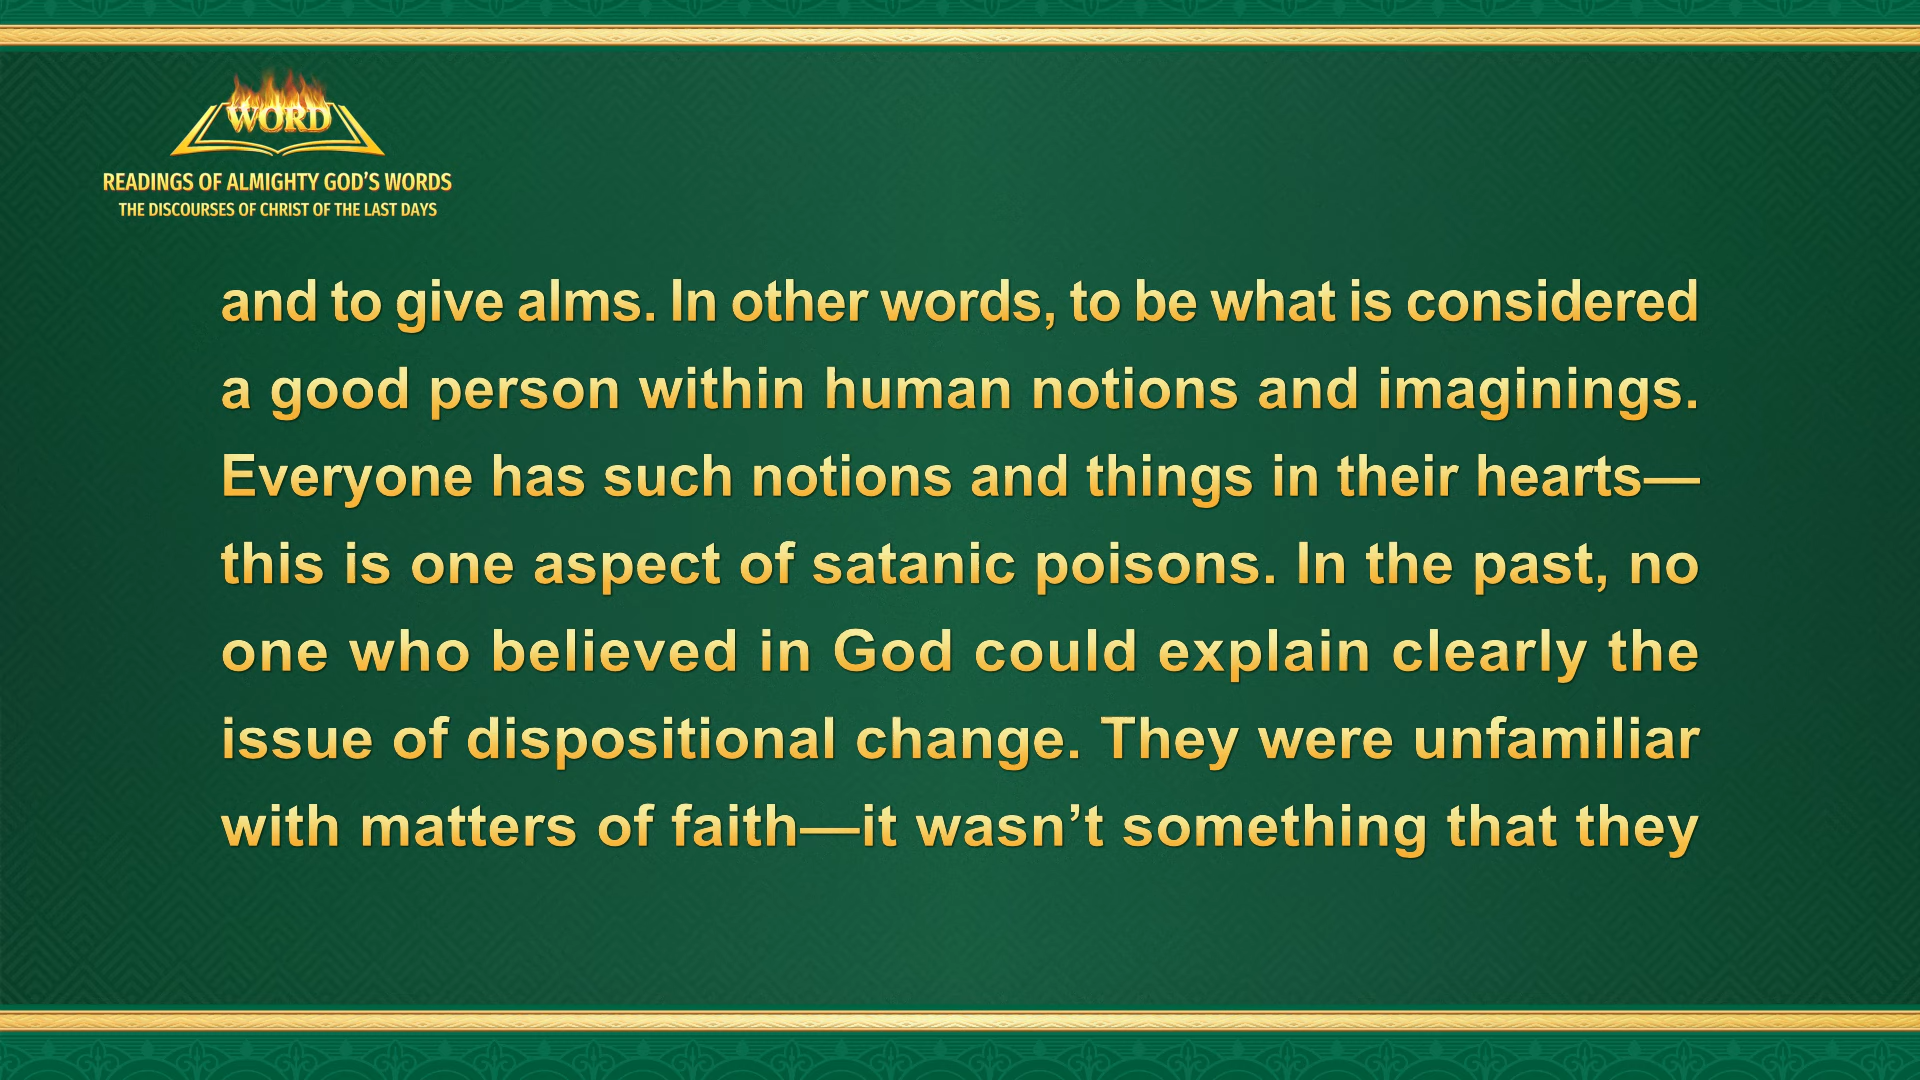 WORD
READINGS OF ALMIGHTY GOD’S WORDS
THE DISCOURSES OF CHRIST OF THE LAST DAYS
and to give alms. In other words, to be what is considered
a good person within human notions and imaginings.
Everyone has such notions and things in their hearts—
this is one aspect of satanic poisons. In the past, no
one who believed in God could explain clearly the
issue of dispositional change. They were unfamiliar
with matters of faith—it wasn’t something that they